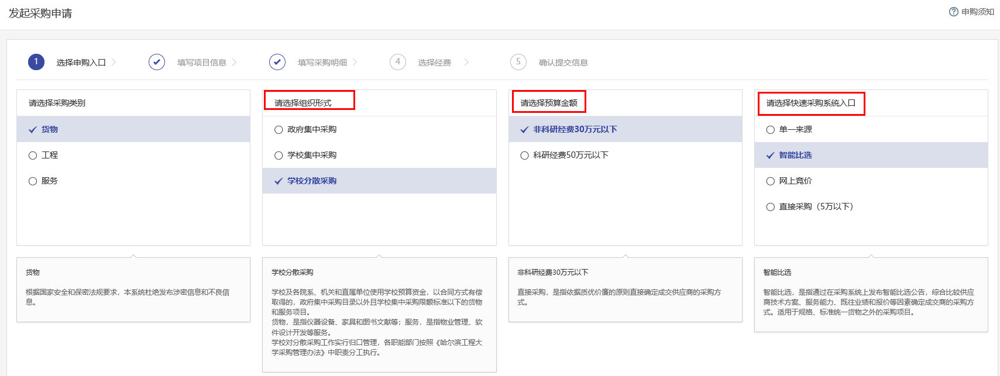 发起采购申请
申购须知
1 选择申购入口
填写项目信息
填写采购明细
4 选择经费
5 确认提交信息
请选择采购类别
货物
工程
服务
请选择组织形式
政府集中采购
学校集中采购
学校分散采购
请选择预算金额
非科研经费30万元以下
科研经费50万元以下
请选择快速采购系统入口
单一来源
智能比选
网上竞价
直接采购（5万以下）
货物
根据国家安全和保密法规要求，本系统杜绝发布涉密信息和不良信
息。
学校分散采购
学校及各院系、机关和直属单位使用学校预算资金，以合同方式有偿
取得的，政府集中采购目录以外且学校集中采购限额标准以下的货物
和服务项目。
货物，是指仪器设备、家具和图书文献等；服务，是指物业管理、软
件设计开发等服务。
学校对分散采购工作实行归口管理，各职能部门按照《哈尔滨工程大
学采购管理办法》中职责分工执行。
非科研经费30万元以下
直接采购，是指依据质优价廉的原则直接确定成交供应商的采购方
式。
智能比选
智能比选，是指通过在采购系统上发布智能比选公告，综合比较供应
商技术方案、服务能力、既往业绩和报价等因素确定成交商的采购方
式。适用于规格、标准统一货物之外的采购项目。